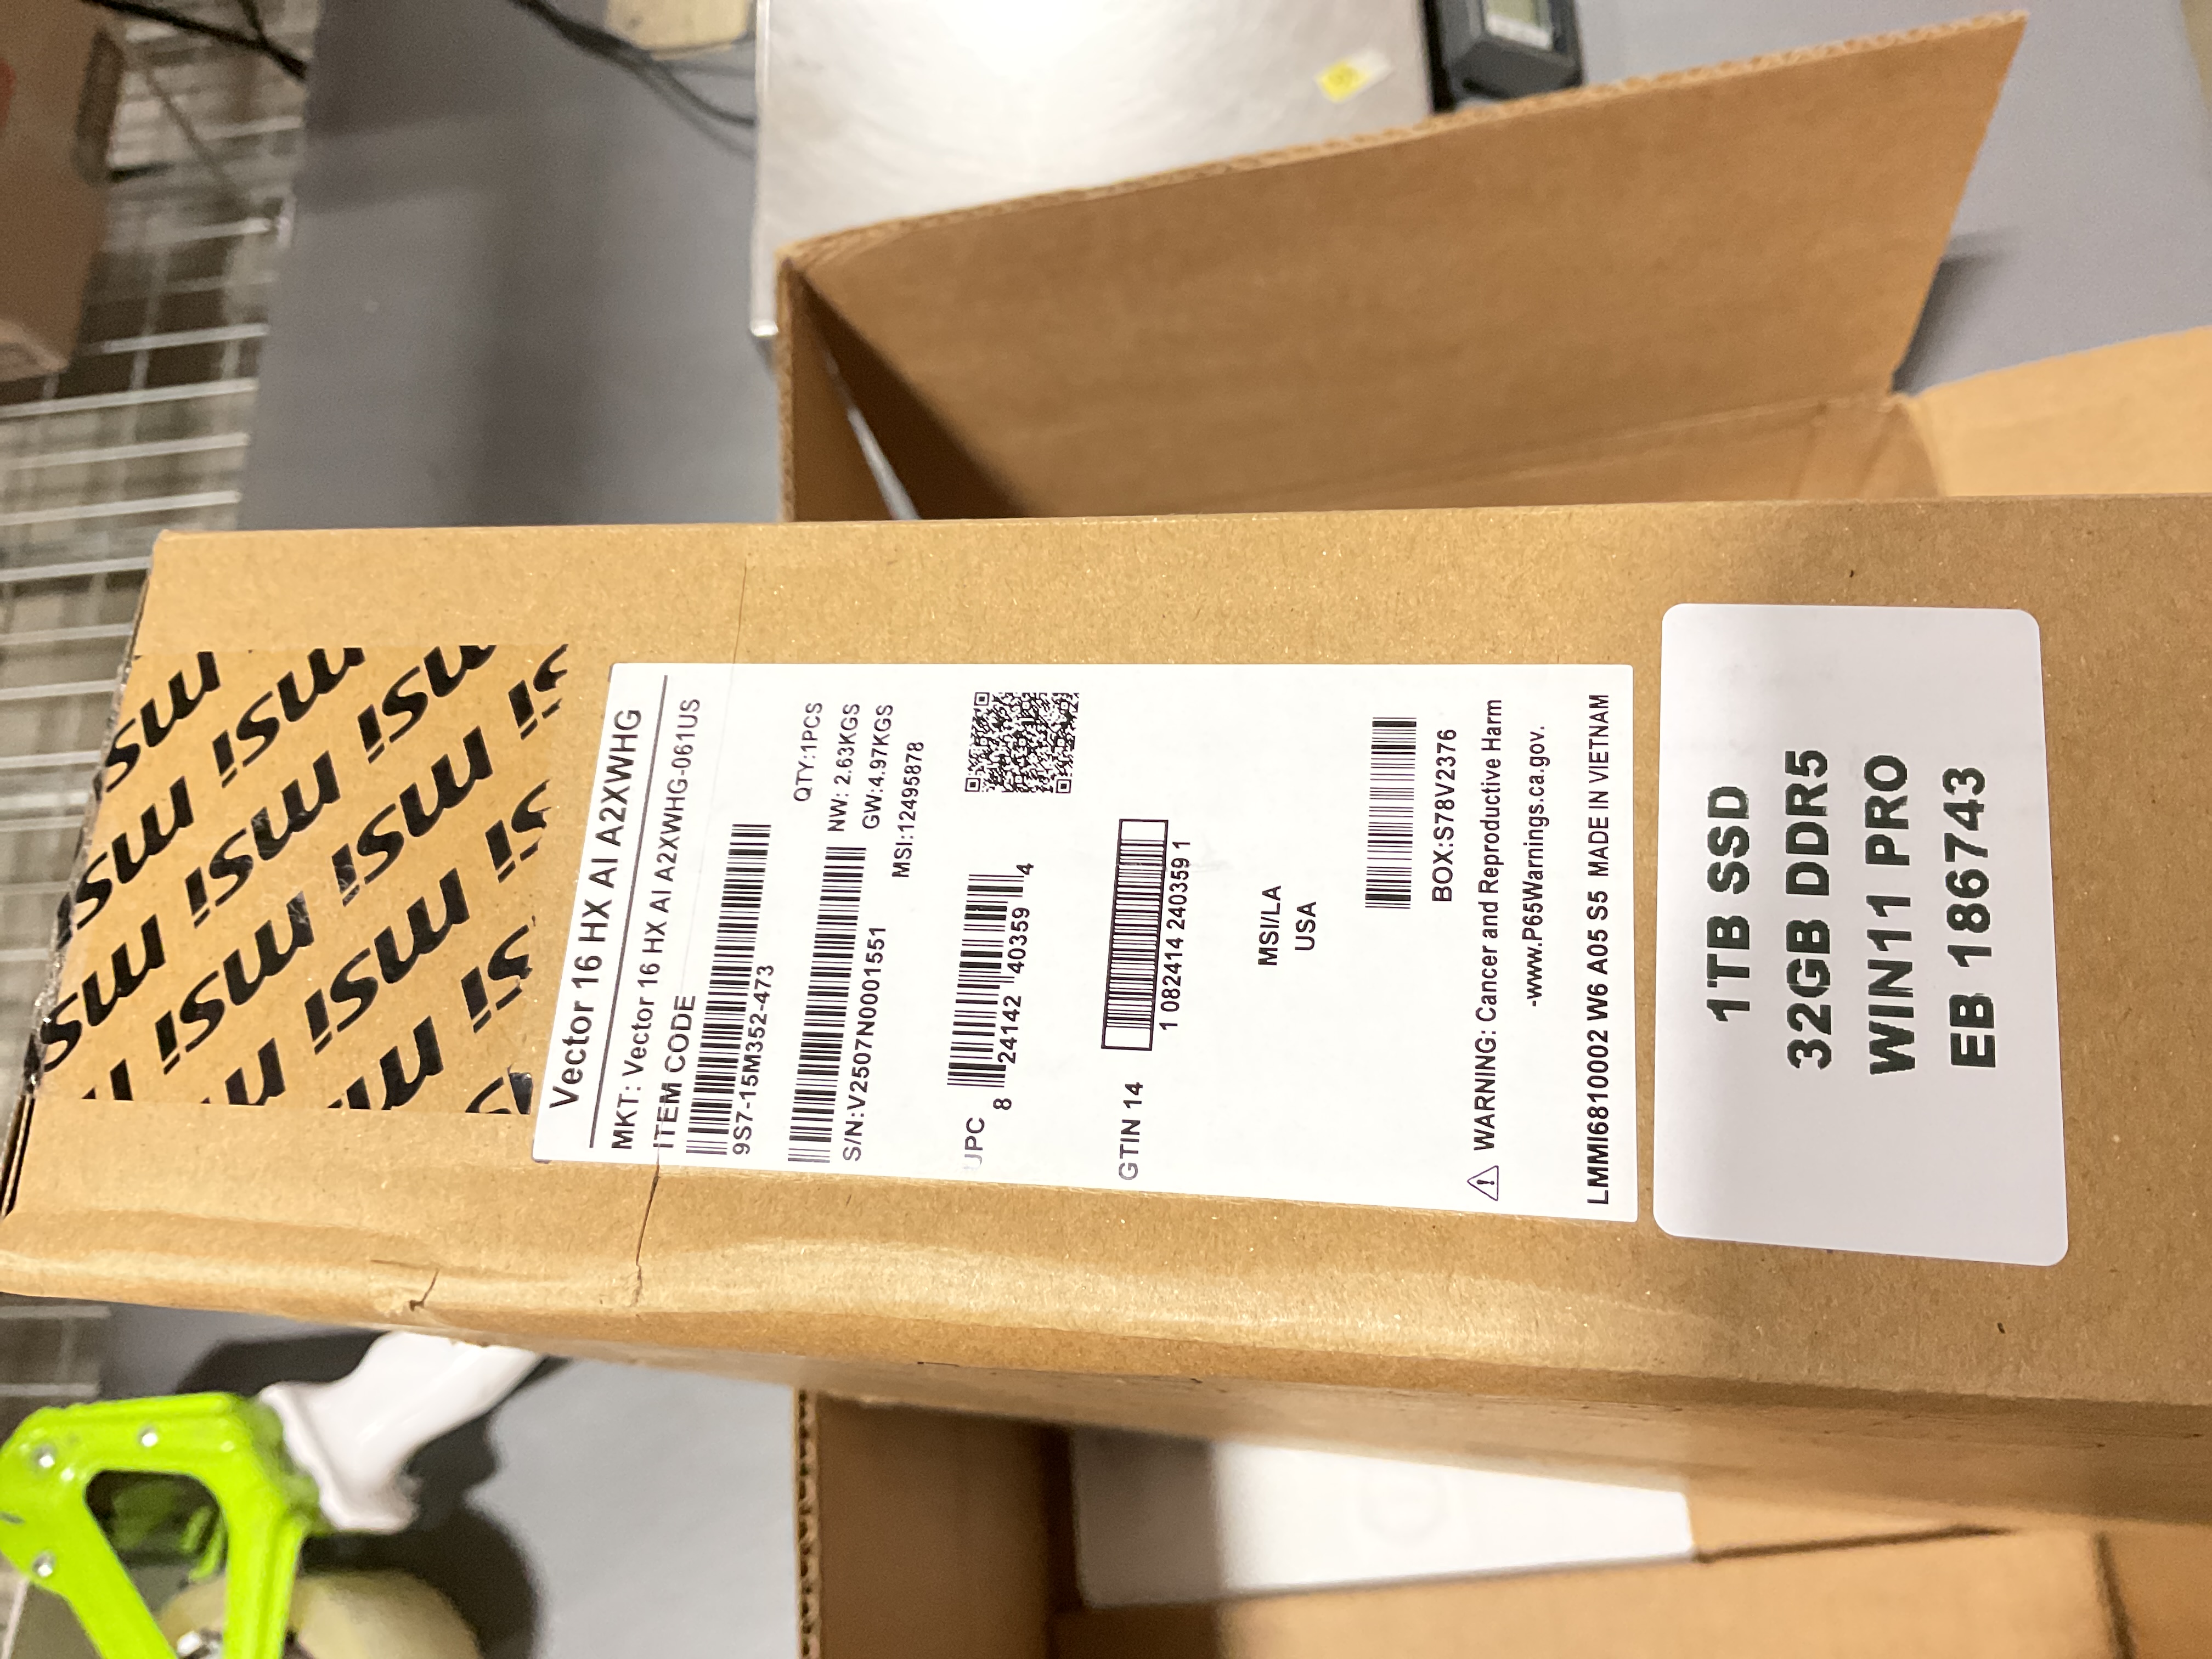 msi msi msi
Vector 16 HX AI A2XWHG
MKT: Vector 16 HX AI A2XWHG-061US
ITEM CODE
9S7-15M352-473
QTY:1PCS
S/N:V2507N0001551
NW: 2.63KGS
GW:4.97KGS
MSI:12495878
UPC
8 24142 40359 4
GTIN 14
1 082414 240359 1
MSI/LA
USA
BOX:S78V2376
WARNING: Cancer and Reproductive Harm
-www.P65Warnings.ca.gov.
LMMI6810002 W6 A05 S5 MADE IN VIETNAM
1TB SSD
32GB DDR5
WIN11 PRO
EB 186743